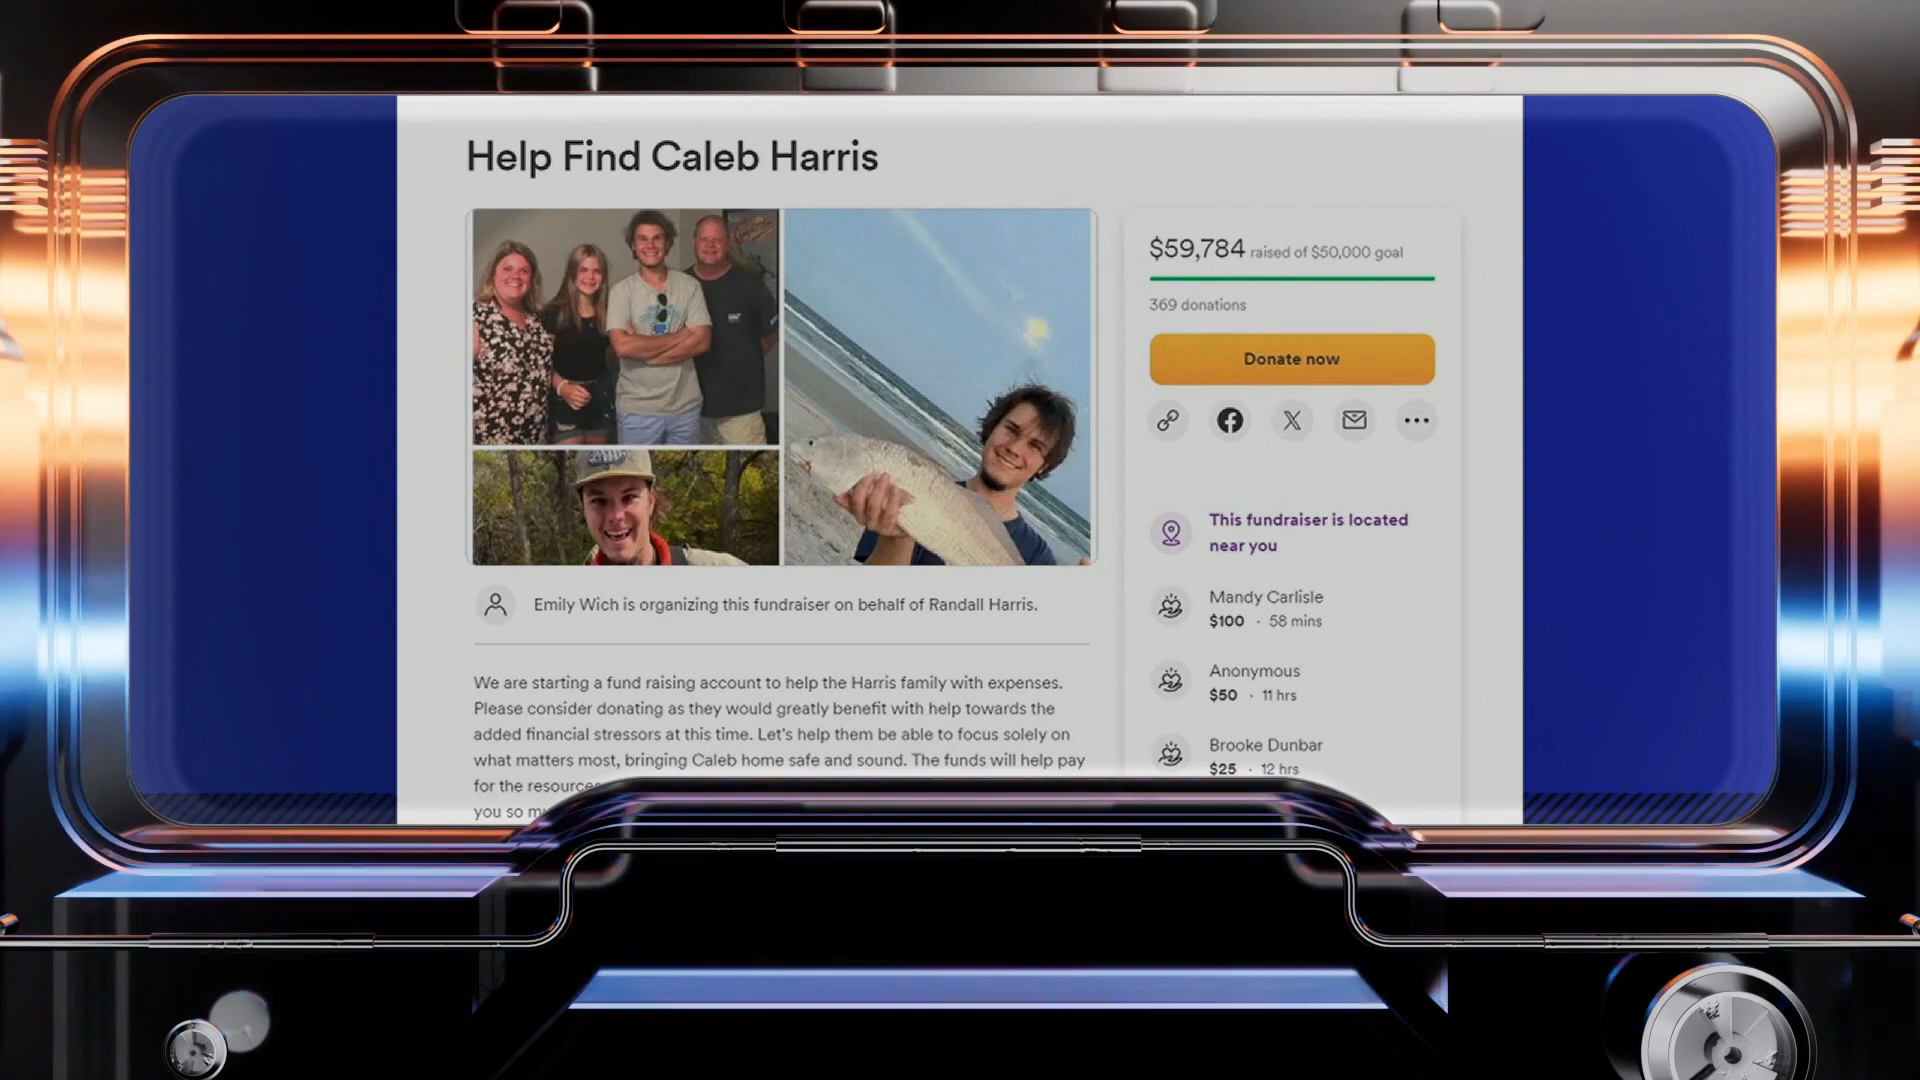 Help Find Caleb Harris
$59,784 raised of $50,000 goal
369 donations
Donate now
This fundraiser is located
near you
Mandy Carlisle
$100 · 58 mins
Anonymous
$50 · 11 hrs
Brooke Dunbar
$25 · 12 hrs
Emily Wich is organizing this fundraiser on behalf of Randall Harris.
We are starting a fund raising account to help the Harris family with expenses.
Please consider donating as they would greatly benefit with help towards the
added financial stressors at this time. Let's help them be able to focus solely on
what matters most, bringing Caleb home safe and sound. The funds will help pay
for the resources
you so